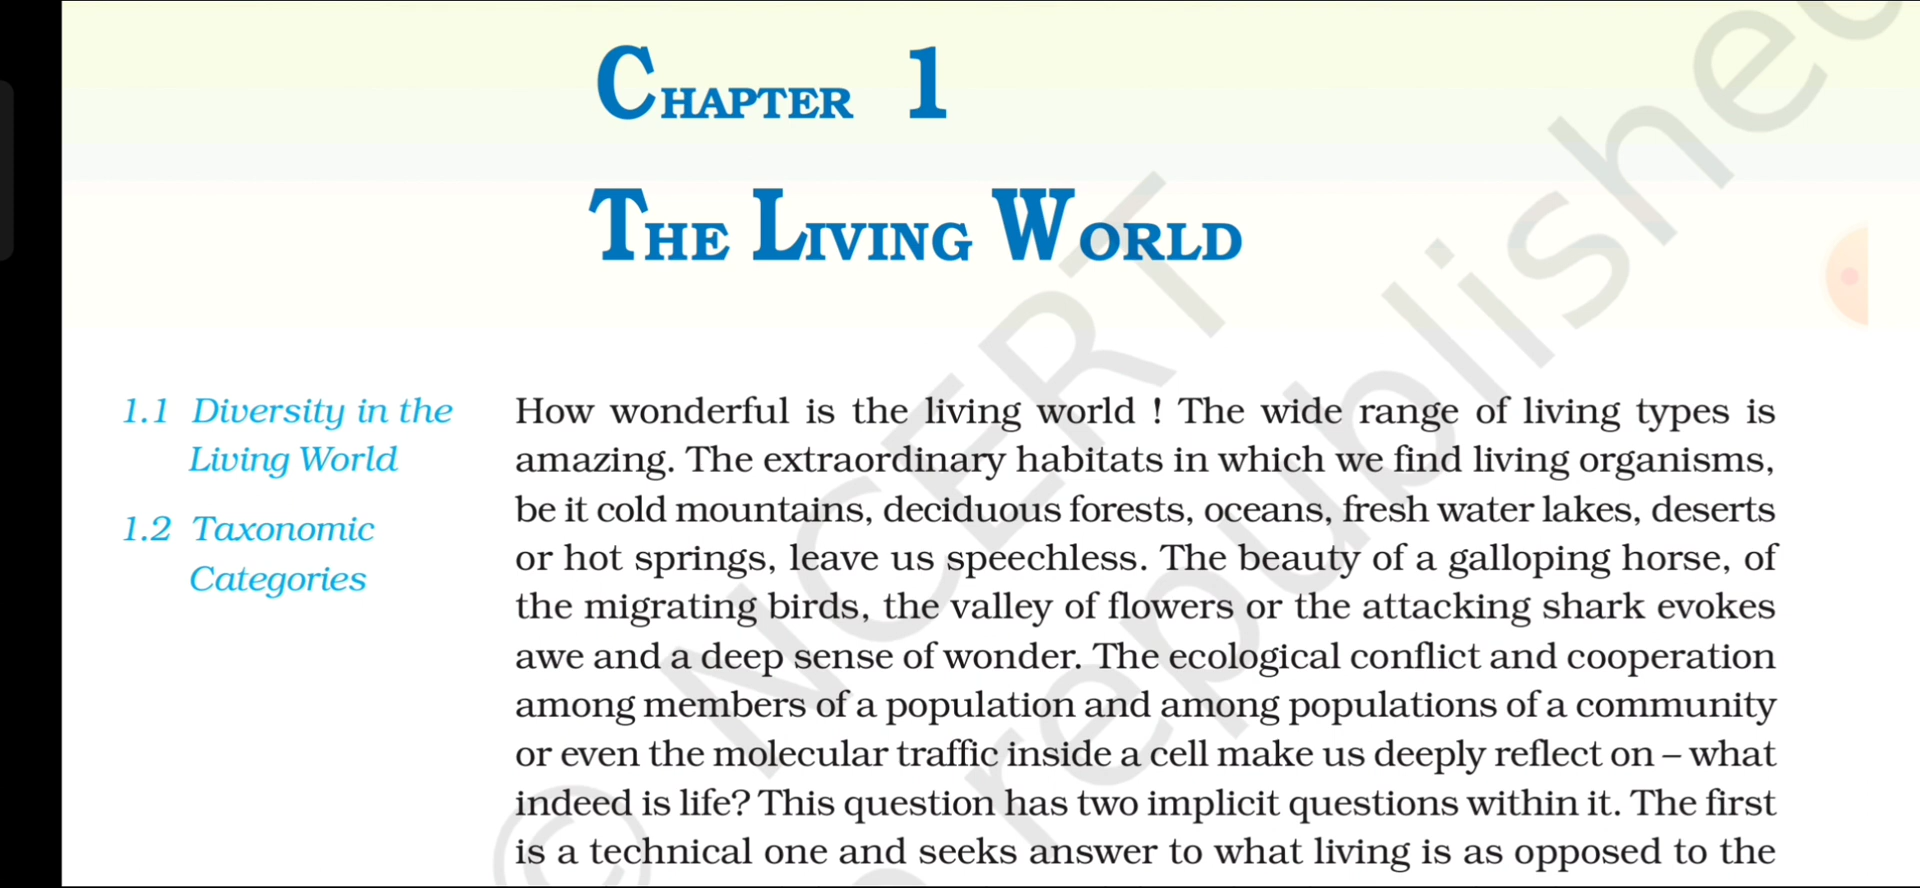 CHAPTER 1
THE LIVING WORLD
1.1 Diversity in the
Living World
1.2 Taxonomic
Categories
How wonderful is the living world ! The wide range of living types is
amazing. The extraordinary habitats in which we find living organisms,
be it cold mountains, deciduous forests, oceans, fresh water lakes, deserts
or hot springs, leave us speechless. The beauty of a galloping horse, of
the migrating birds, the valley of flowers or the attacking shark evokes
awe and a deep sense of wonder. The ecological conflict and cooperation
among members of a population and among populations of a community
or even the molecular traffic inside a cell make us deeply reflect on – what
indeed is life? This question has two implicit questions within it. The first
is a technical one and seeks answer to what living is as opposed to the
© NCERT
republished